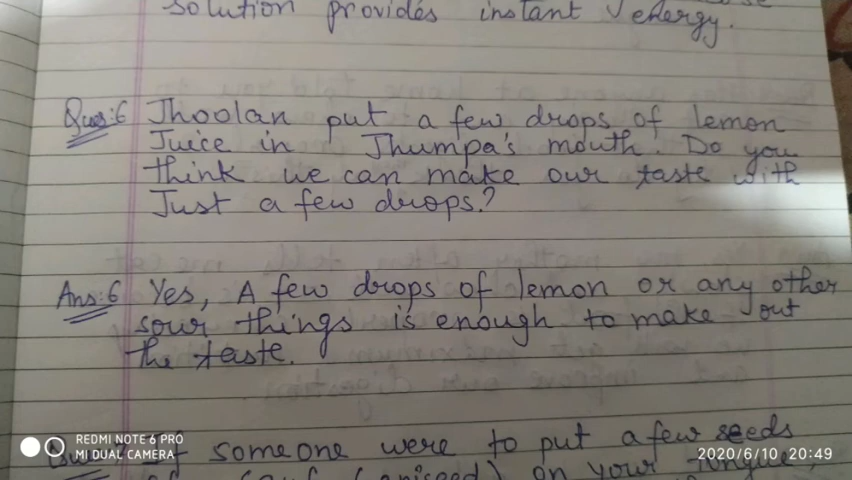 solution provides instant energy.
Ques:6 Jhoolan put a few drops of lemon
Juice in Jhumpa's mouth. Do you
think we can make our taste with
Just a few drops.?
Ans:6 Yes, A few drops of lemon or any other
sour things is enough to make out
the taste.
If someone were to put a few seeds
(aniseed) on your tongue,
REDMI NOTE 6 PRO
MI DUAL CAMERA
2020/6/10 20:49